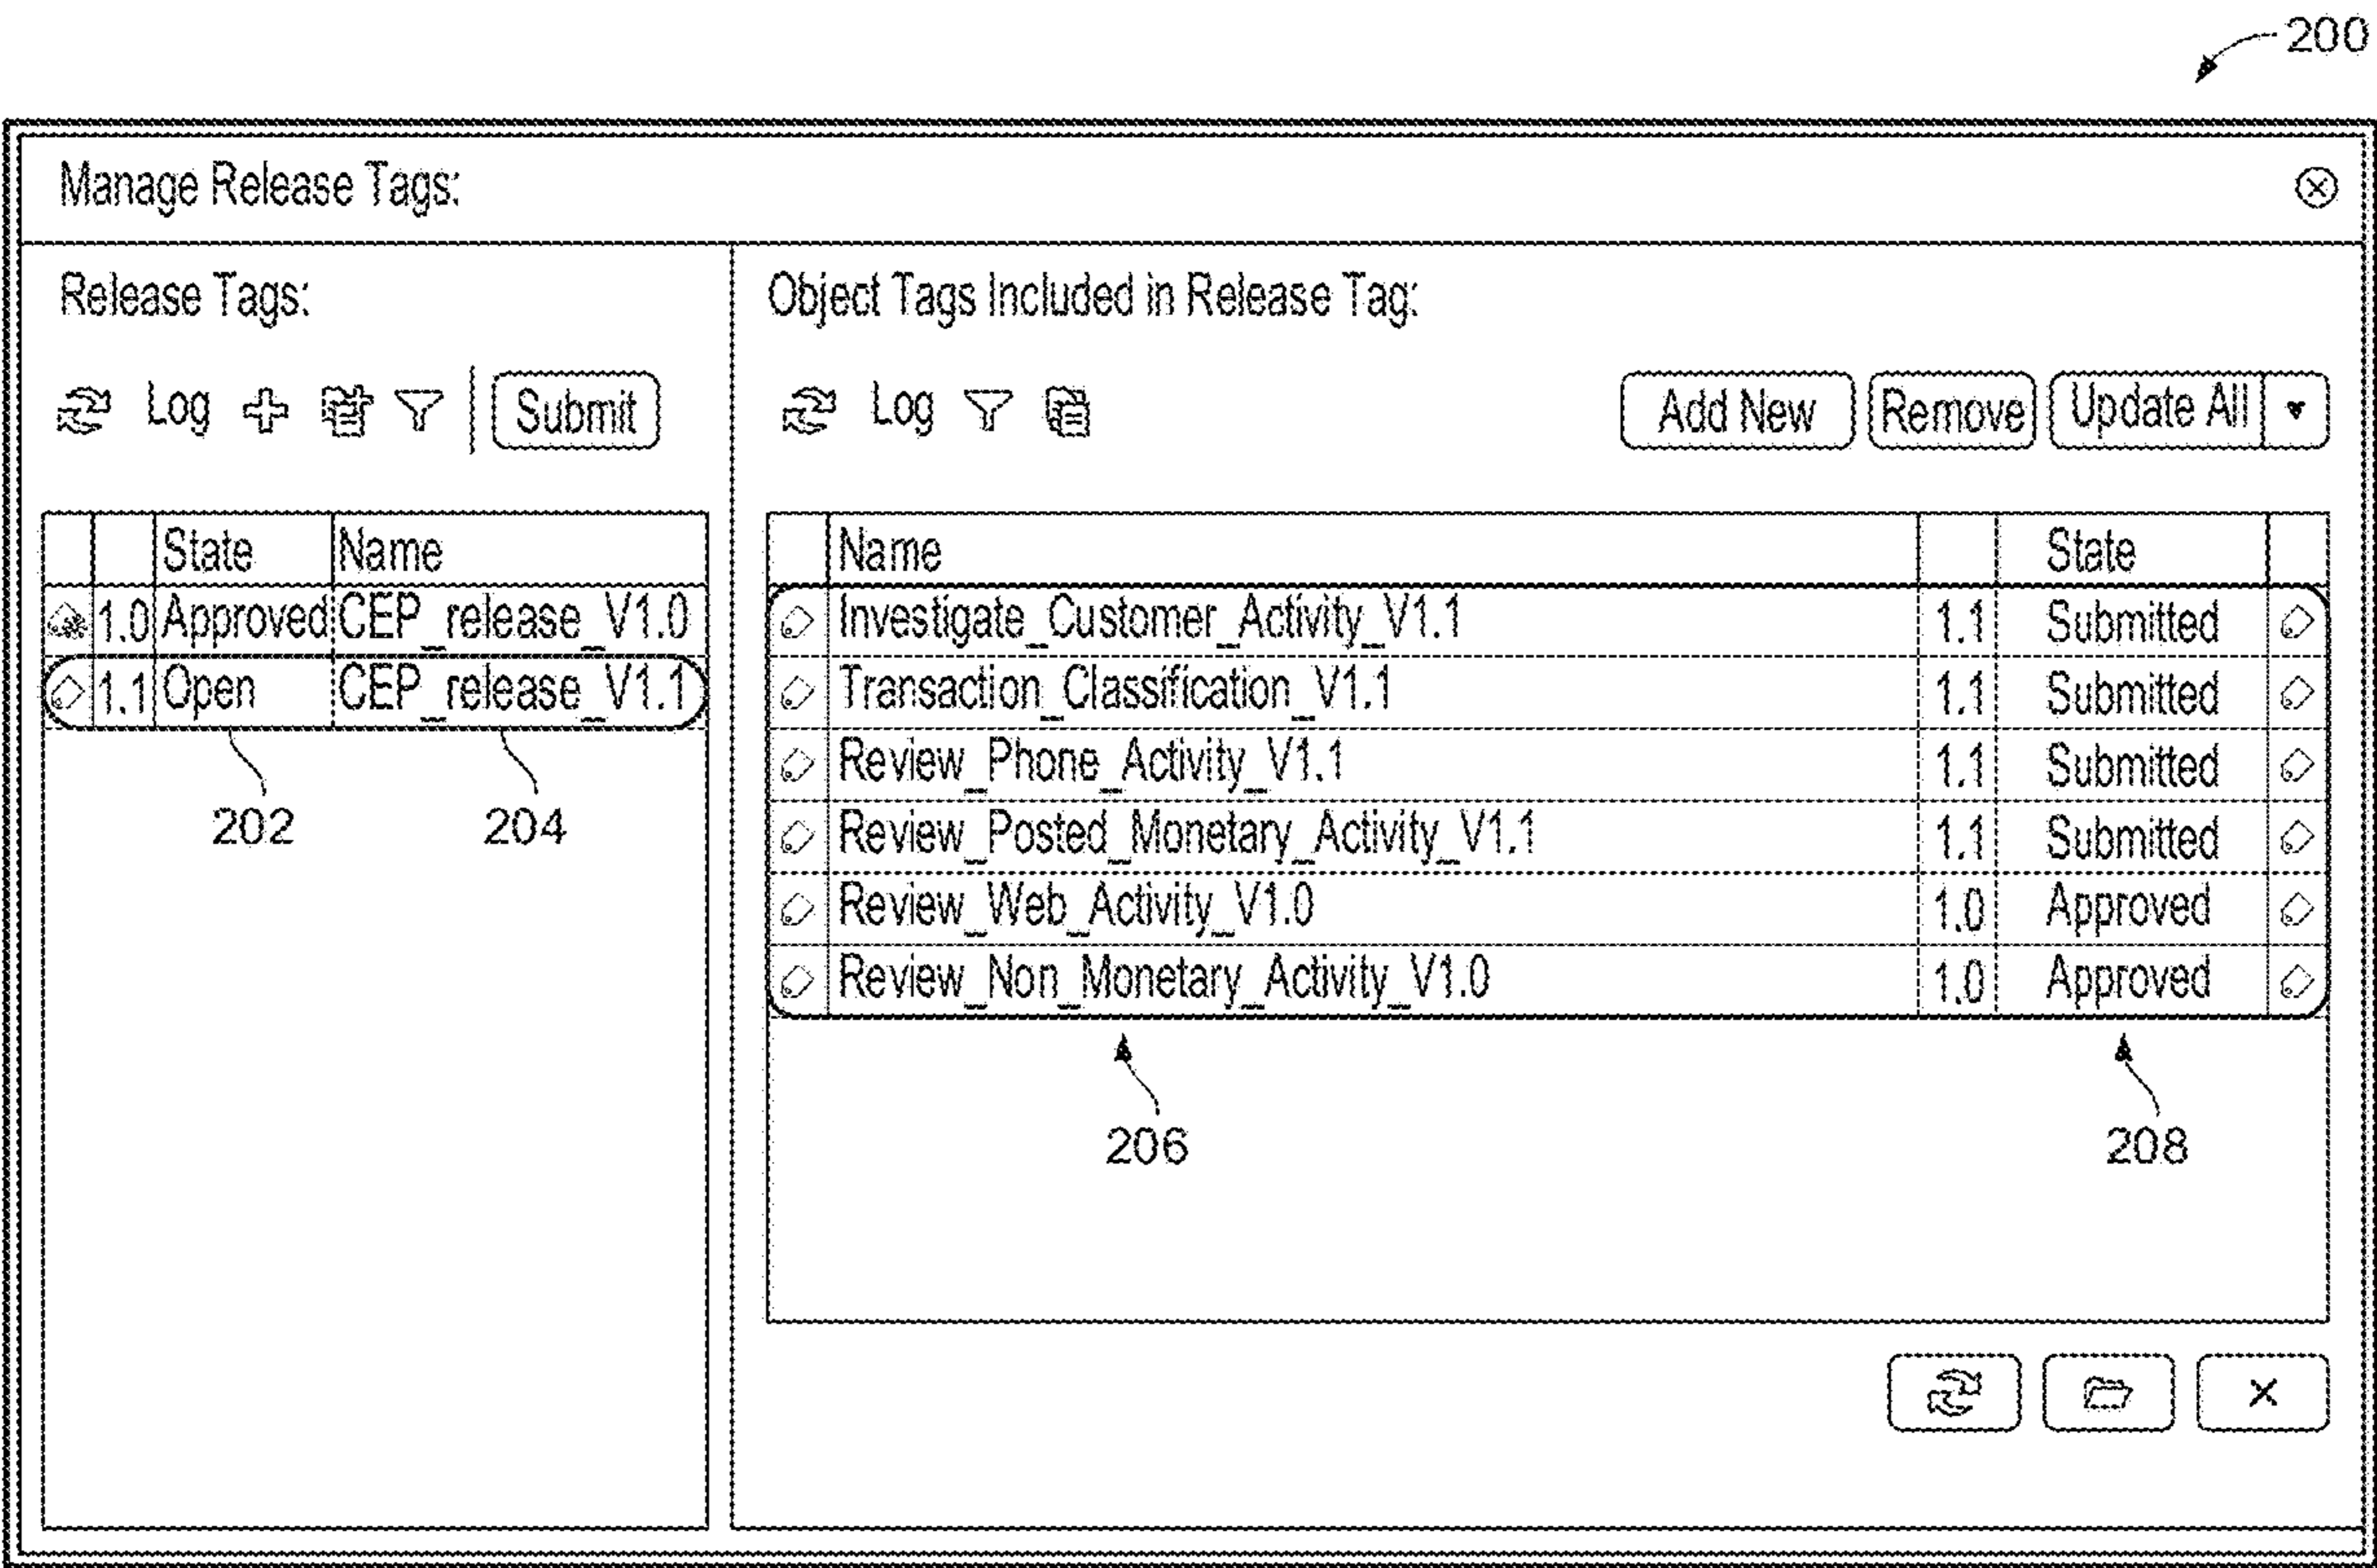 200
Manage Release Tags:
Release Tags:
Log Submit
State Name
1.0 Approved CEP_release_V1.0
1.1 Open CEP_release_V1.1
202 204
Object Tags Included in Release Tag:
Log Add New Remove Update All
Name State
Investigate_Customer_Activity_V1.1 1.1 Submitted
Transaction_Classification_V1.1 1.1 Submitted
Review_Phone_Activity_V1.1 1.1 Submitted
Review_Posted_Monetary_Activity_V1.1 1.1 Submitted
Review_Web_Activity_V1.0 1.0 Approved
Review_Non_Monetary_Activity_V1.0 1.0 Approved
206 208